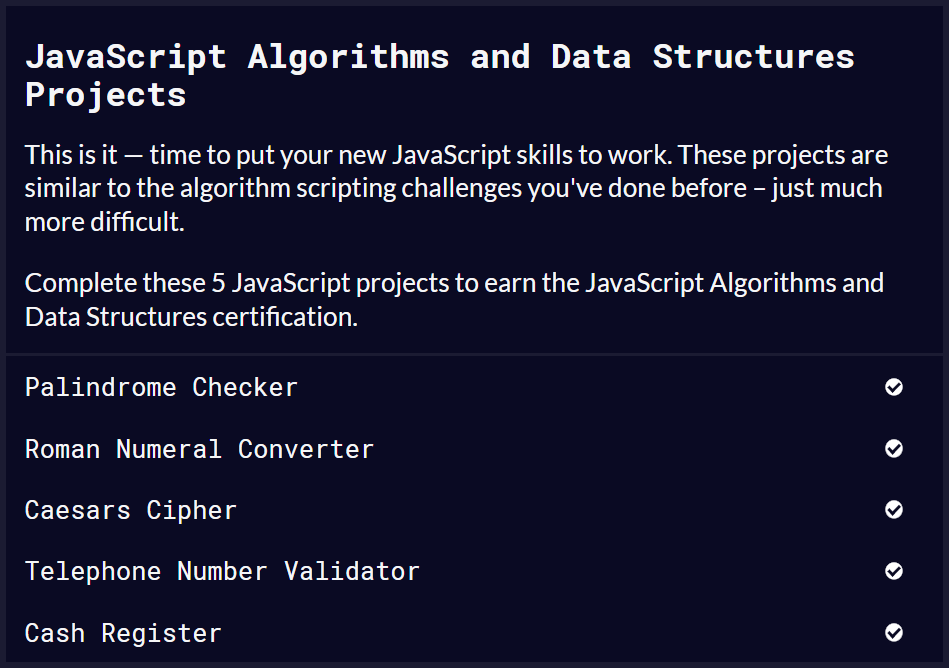 JavaScript Algorithms and Data Structures
Projects
This is it — time to put your new JavaScript skills to work. These projects are
similar to the algorithm scripting challenges you've done before – just much
more difficult.
Complete these 5 JavaScript projects to earn the JavaScript Algorithms and
Data Structures certification.
Palindrome Checker
Roman Numeral Converter
Caesars Cipher
Telephone Number Validator
Cash Register